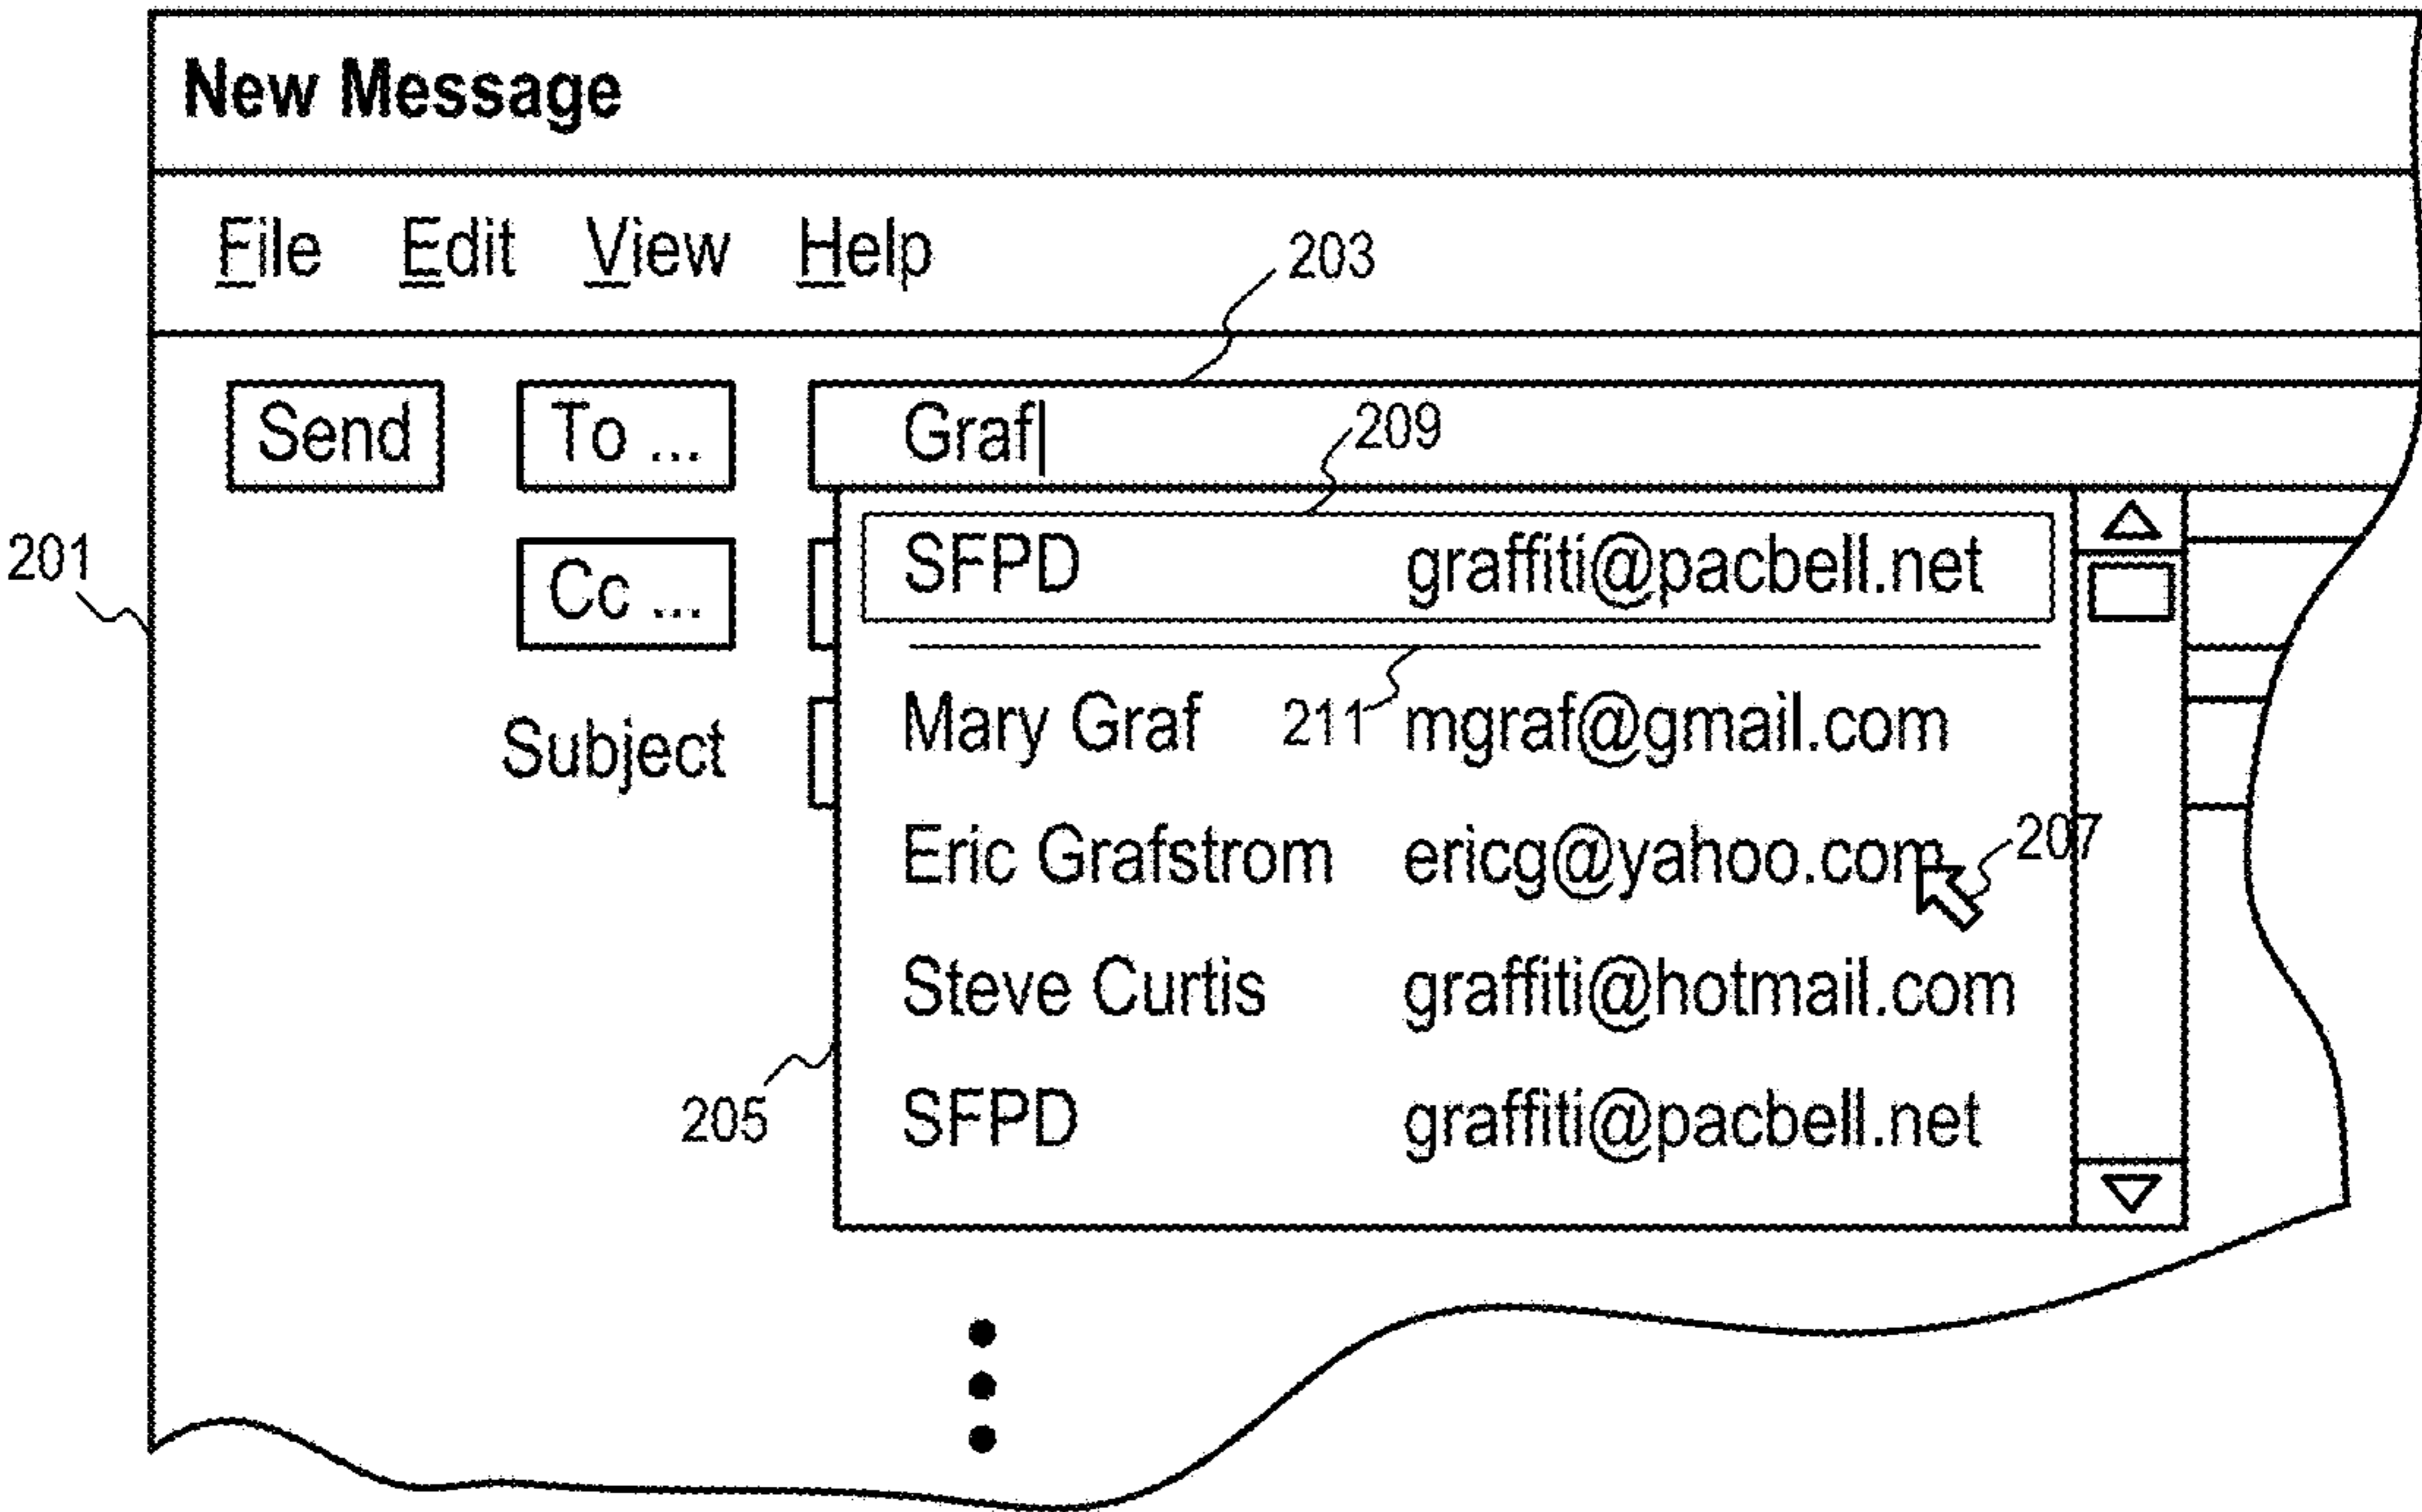 New Message
File Edit View Help
203
Send To ... Graf
209
201
SFPD graffiti@pacbell.net
Cc ...
Mary Graf 211 mgraf@gmail.com
Subject
Eric Grafstrom ericg@yahoo.com 207
Steve Curtis graffiti@hotmail.com
205
SFPD graffiti@pacbell.net